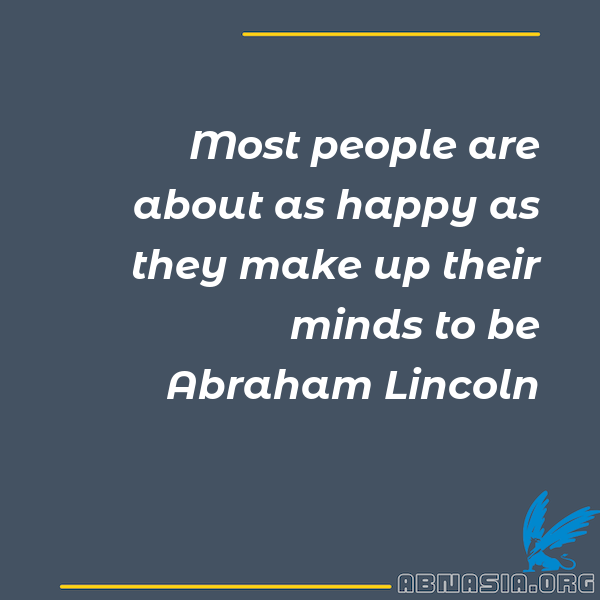 Most people are
about as happy as
they make up their
minds to be
Abraham Lincoln
ABNASIA.ORG